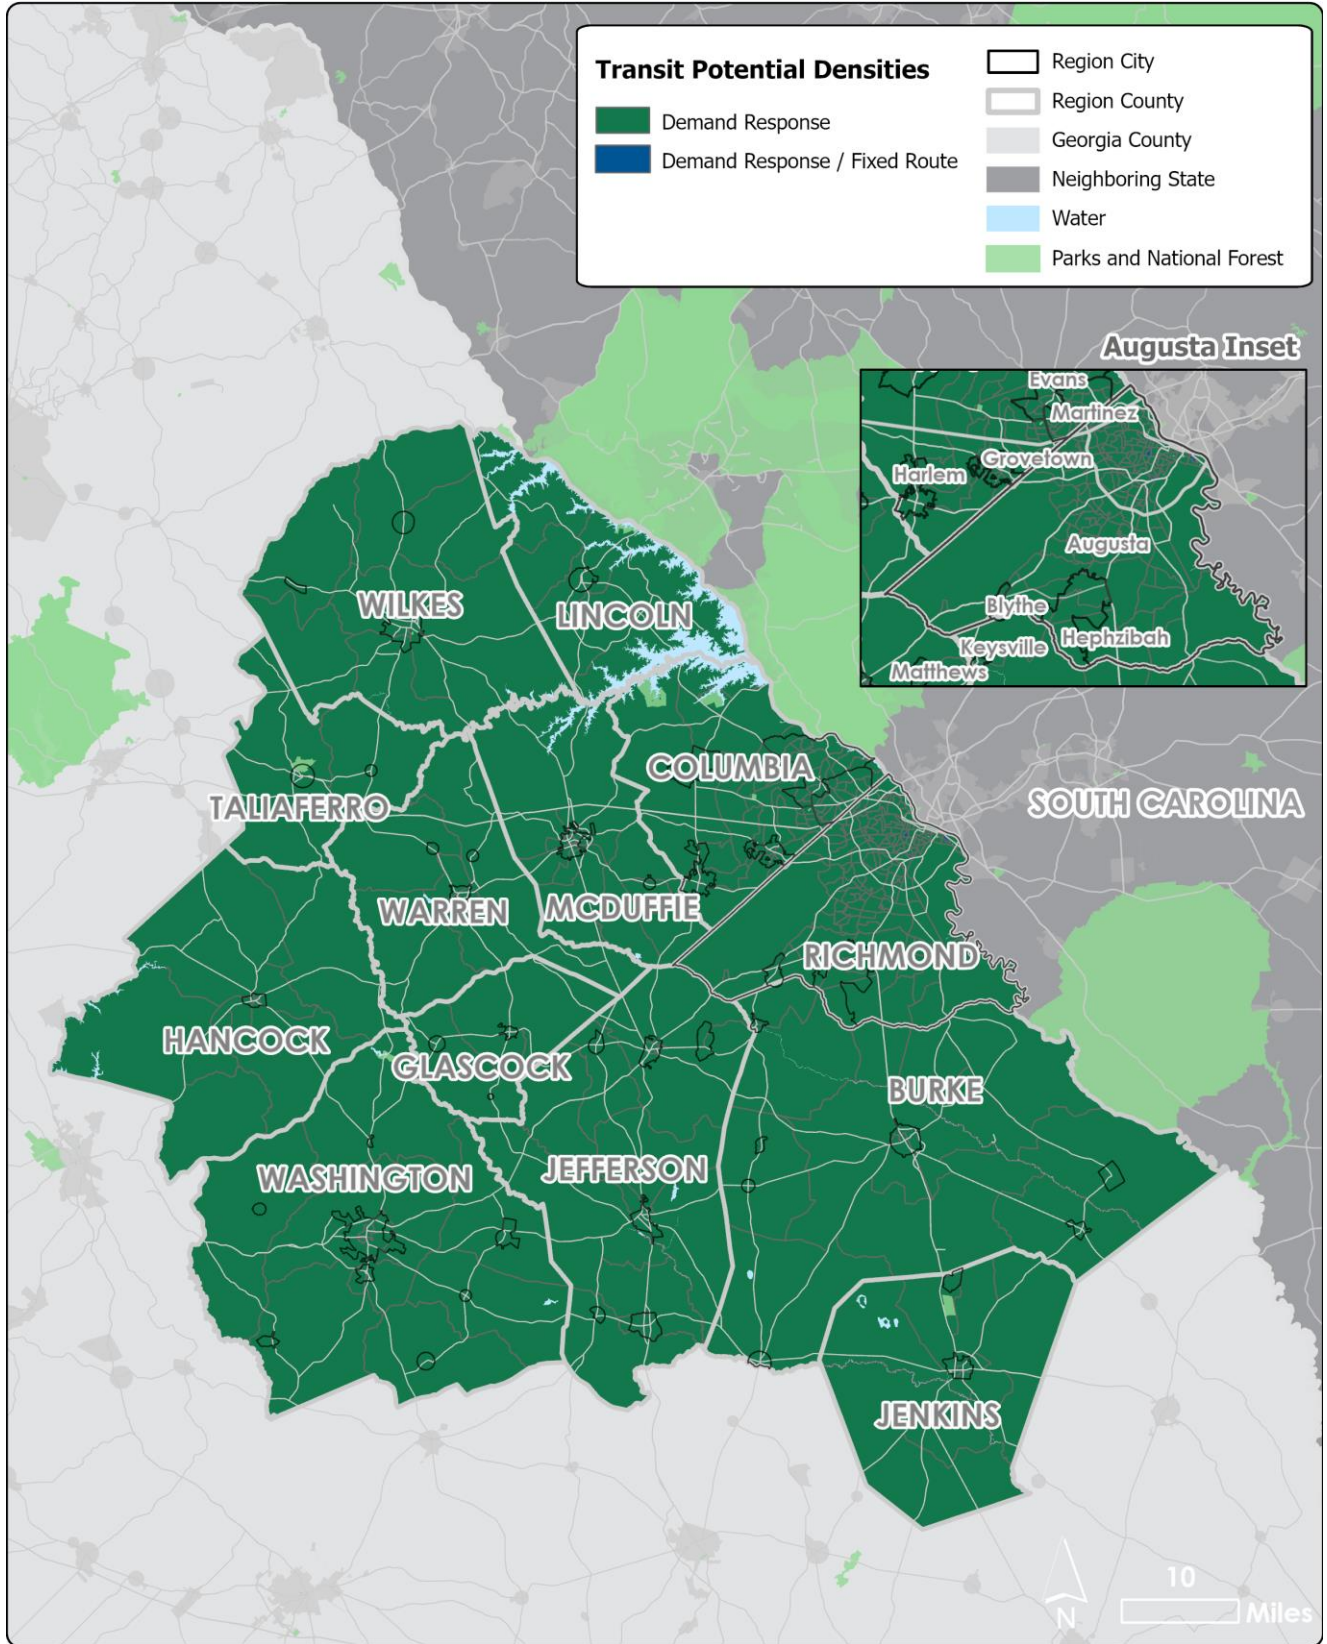 Transit Potential Densities
Demand Response
Demand Response / Fixed Route
Region City
Region County
Georgia County
Neighboring State
Water
Parks and National Forest
Augusta Inset
Evans
Martinez
Grovetown
Harlem
Augusta
Blythe
Hephzibah
Keysville
Matthews
WILKES
LINCOLN
COLUMBIA
TALIAFERRO
SOUTH CAROLINA
WARREN
MCDUFFIE
RICHMOND
HANCOCK
GLASCOCK
BURKE
WASHINGTON
JEFFERSON
JENKINS
10
Miles
N